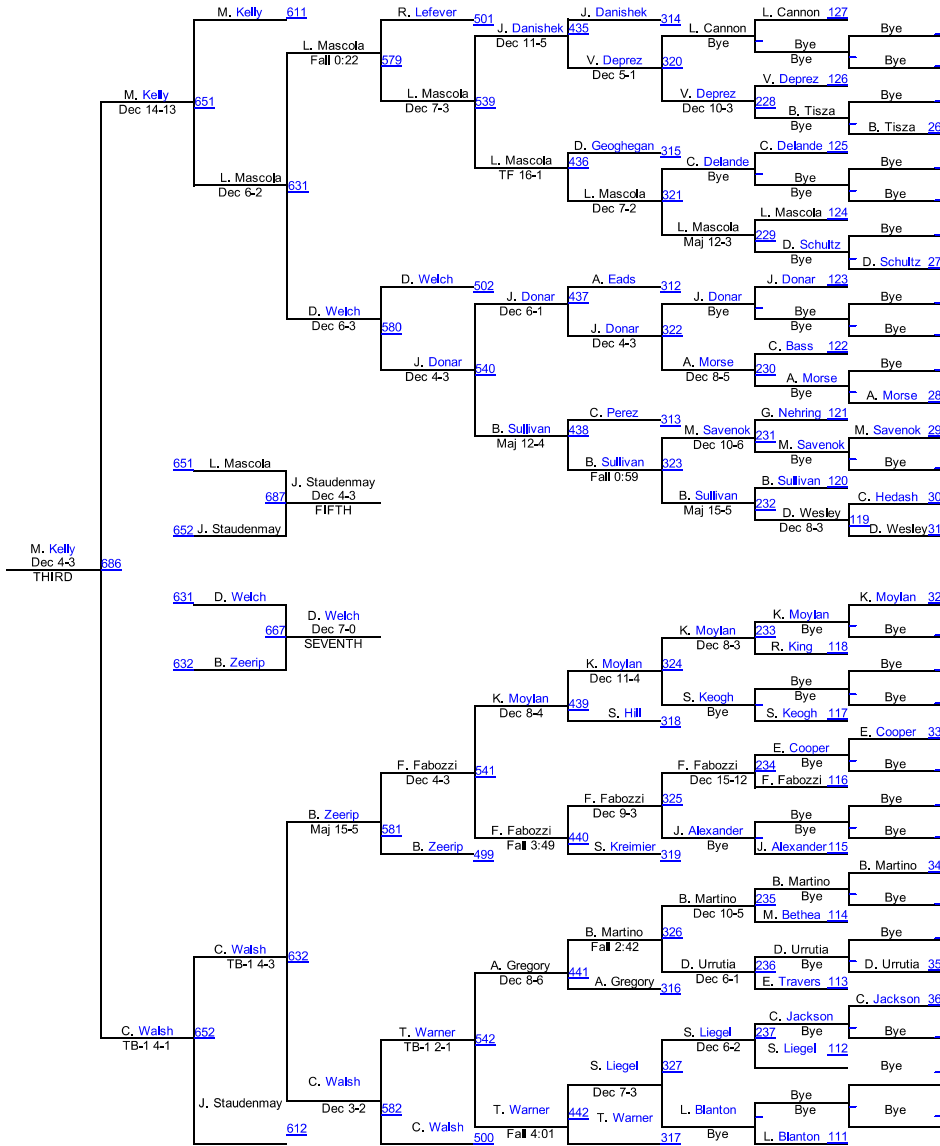 M. Kelly 611
R. Lefever 501
J. Danishek 314
L. Cannon 127
Bye
L. Cannon
Bye
Bye
Bye
J. Danishek 435
Dec 11-5
V. Deprez 320
Dec 5-1
L. Mascola 579
Fall 0:22
V. Deprez 126
Bye
V. Deprez 228
Dec 10-3
B. Tisza
Bye
B. Tisza 26
M. Kelly 651
Dec 14-13
L. Mascola 539
Dec 7-3
D. Geoghegan 315
C. Delande 125
Bye
C. Delande
Bye
Bye
Bye
L. Mascola 436
TF 16-1
L. Mascola 321
Dec 7-2
L. Mascola 631
Dec 6-2
L. Mascola 124
Bye
L. Mascola 229
Maj 12-3
D. Schultz
Bye
D. Schultz 27
D. Welch 502
A. Eads 312
J. Donar 123
Bye
J. Donar
Bye
Bye
Bye
J. Donar 437
Dec 6-1
J. Donar 322
Dec 4-3
D. Welch 580
Dec 6-3
C. Bass 122
Bye
A. Morse 230
Dec 8-5
A. Morse
Bye
A. Morse 28
J. Donar 540
Dec 4-3
C. Perez 313
G. Nehring 121
M. Savenok 29
M. Savenok 231
Dec 10-6
M. Savenok
Bye
Bye
B. Sullivan 438
Maj 12-4
B. Sullivan 323
Fall 0:59
B. Sullivan 120
C. Hedash 30
B. Sullivan 232
Maj 15-5
D. Wesley 119
Dec 8-3
D. Wesley 31
651 L. Mascola
687
J. Staudenmay
Dec 4-3
FIFTH
652 J. Staudenmay
M. Kelly 686
Dec 4-3
THIRD
631 D. Welch
667
D. Welch
Dec 7-0
SEVENTH
632 B. Zeerip
K. Moylan 32
K. Moylan
Bye
Bye
K. Moylan 233
Dec 8-3
R. King 118
K. Moylan 324
Dec 11-4
Bye
Bye
Bye
S. Keogh
Bye
S. Keogh 117
K. Moylan 439
Dec 8-4
S. Hill 318
E. Cooper 33
E. Cooper
Bye
Bye
F. Fabozzi 234
Dec 15-12
F. Fabozzi 116
F. Fabozzi 541
Dec 4-3
F. Fabozzi 325
Dec 9-3
Bye
Bye
Bye
J. Alexander
Bye
J. Alexander 115
F. Fabozzi 440
Fall 3:49
S. Kreimier 319
B. Zeerip 581
Maj 15-5
B. Zeerip 499
B. Martino 34
B. Martino
Bye
Bye
B. Martino 235
Dec 10-5
M. Bethea 114
B. Martino 326
Fall 2:42
Bye
D. Urrutia
Bye
D. Urrutia 35
D. Urrutia 236
Dec 6-1
E. Travers 113
A. Gregory 441
Dec 8-6
A. Gregory 316
C. Walsh 632
TB-1 4-3
C. Jackson 36
C. Jackson
Bye
Bye
S. Liegel 237
Dec 6-2
S. Liegel 112
Bye
C. Walsh 652
TB-1 4-1
T. Warner 542
TB-1 2-1
S. Liegel 327
Dec 7-3
Bye
Bye
Bye
L. Blanton
Bye
L. Blanton 111
T. Warner 442
Fall 4:01
T. Warner 317
C. Walsh 582
Dec 3-2
C. Walsh 500
J. Staudenmay 612